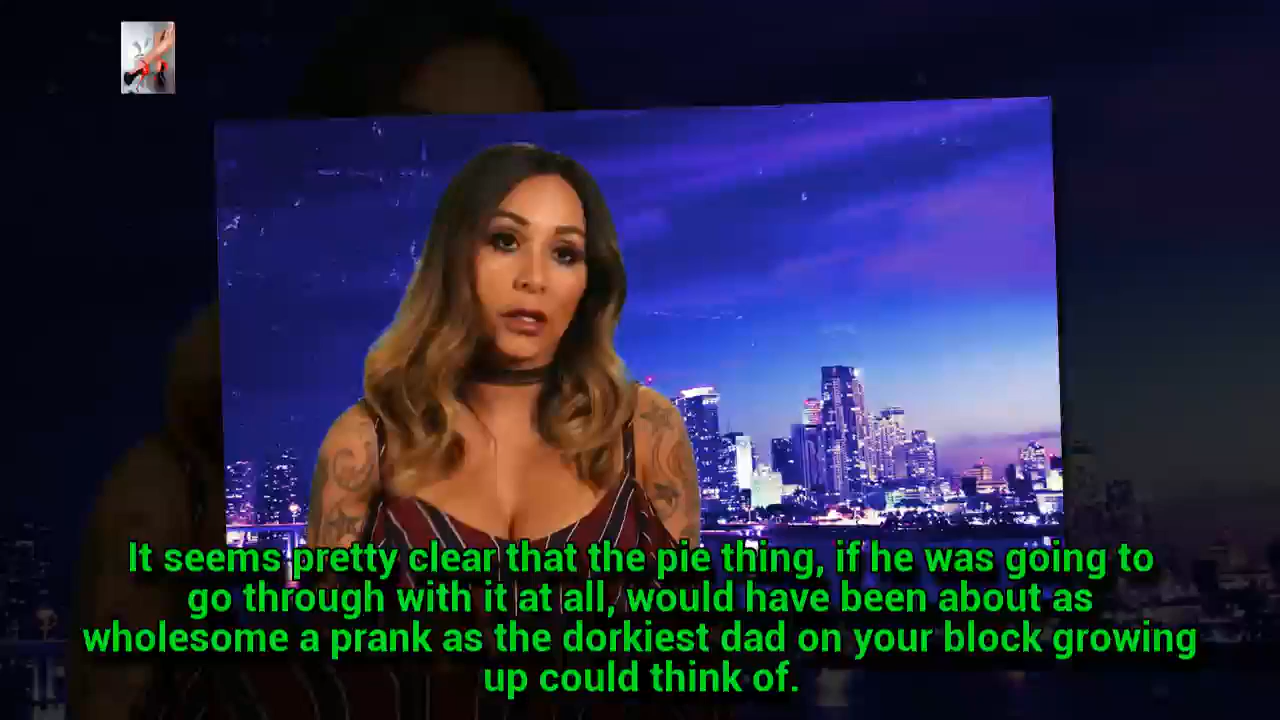 It seems pretty clear that the pie thing, if he was going to
go through with it at all, would have been about as
wholesome a prank as the dorkiest dad on your block growing
up could think of.